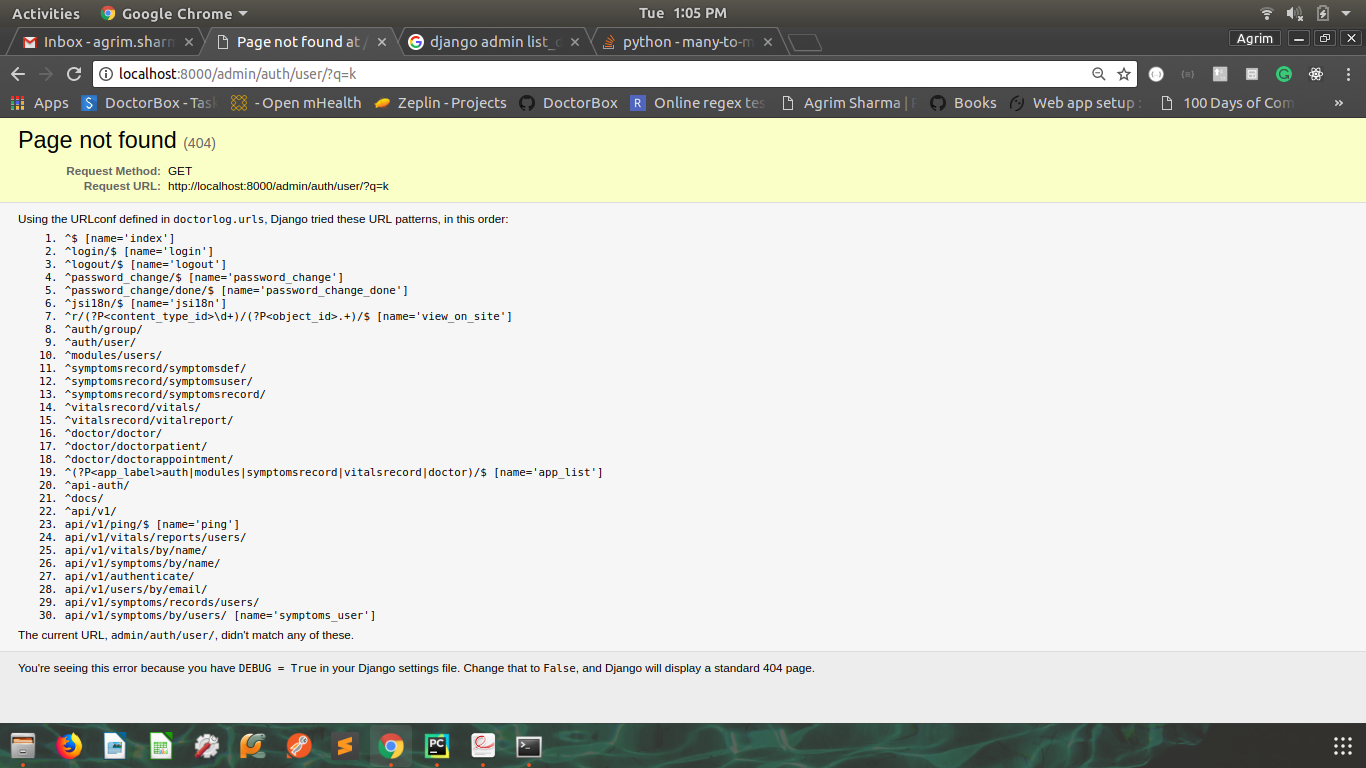 Activities Google Chrome Tue 1:05 PM
Inbox - agrim.sharm Page not found at / django admin list_d python - many-to-m Agrim
localhost:8000/admin/auth/user/?q=k
Apps DoctorBox - Task - Open mHealth Zeplin - Projects DoctorBox Online regex tes Agrim Sharma | F Books Web app setup : 100 Days of Com »
Page not found (404)
Request Method: GET
Request URL: http://localhost:8000/admin/auth/user/?q=k
Using the URLconf defined in doctorlog.urls, Django tried these URL patterns, in this order:
1. ^$ [name='index']
2. ^login/$ [name='login']
3. ^logout/$ [name='logout']
4. ^password_change/$ [name='password_change']
5. ^password_change/done/$ [name='password_change_done']
6. ^jsi18n/$ [name='jsi18n']
7. ^r/(?P<content_type_id>\d+)/(?P<object_id>.+)/$ [name='view_on_site']
8. ^auth/group/
9. ^auth/user/
10. ^modules/users/
11. ^symptomsrecord/symptomsdef/
12. ^symptomsrecord/symptomsuser/
13. ^symptomsrecord/symptomsrecord/
14. ^vitalsrecord/vitals/
15. ^vitalsrecord/vitalreport/
16. ^doctor/doctor/
17. ^doctor/doctorpatient/
18. ^doctor/doctorappointment/
19. ^(?P<app_label>auth|modules|symptomsrecord|vitalsrecord|doctor)/$ [name='app_list']
20. ^api-auth/
21. ^docs/
22. ^api/v1/
23. api/v1/ping/$ [name='ping']
24. api/v1/vitals/reports/users/
25. api/v1/vitals/by/name/
26. api/v1/symptoms/by/name/
27. api/v1/authenticate/
28. api/v1/users/by/email/
29. api/v1/symptoms/records/users/
30. api/v1/symptoms/by/users/ [name='symptoms_user']
The current URL, admin/auth/user/, didn't match any of these.
You're seeing this error because you have DEBUG = True in your Django settings file. Change that to False, and Django will display a standard 404 page.